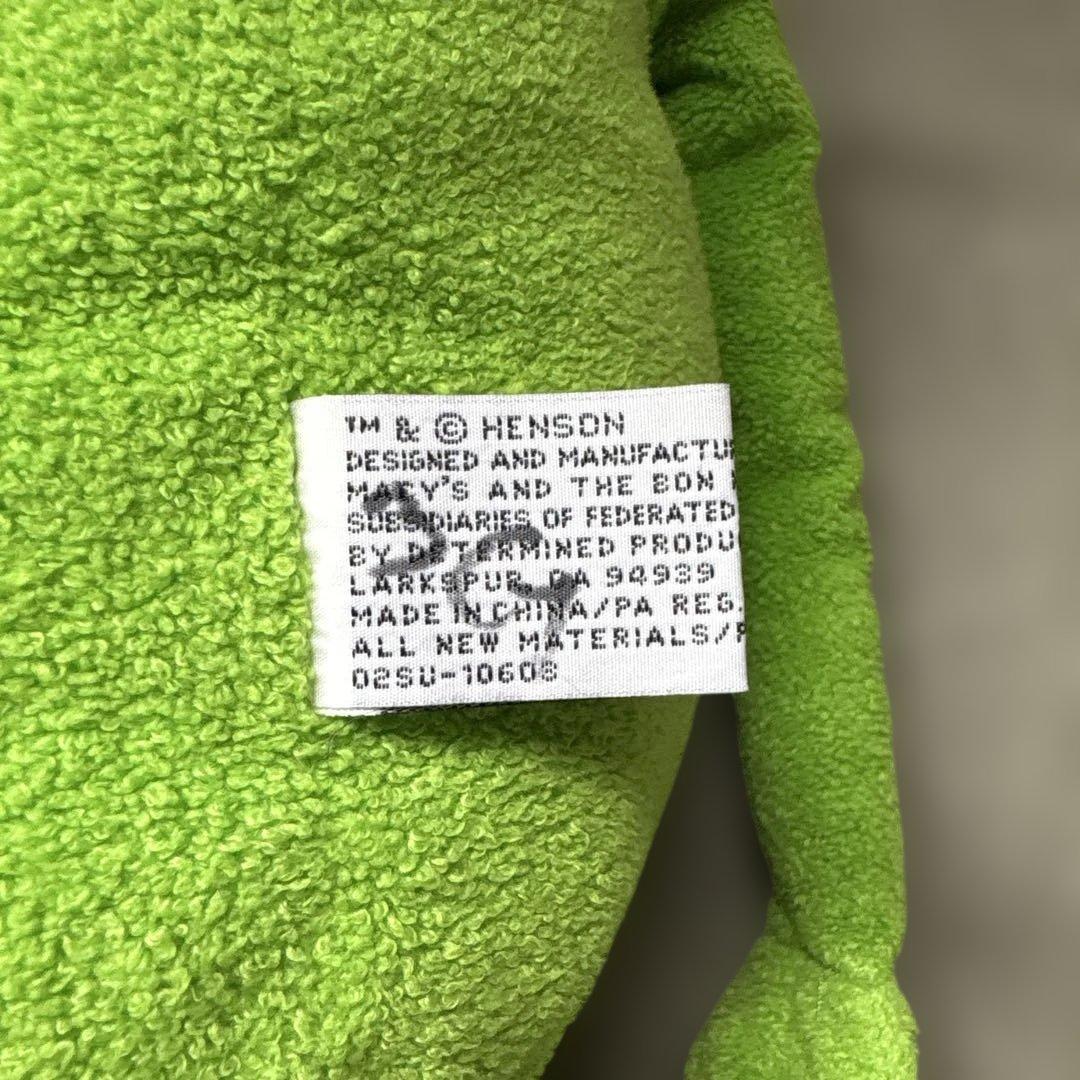 ™ & © HENSON
DESIGNED AND MANUFACTU
MACY'S AND THE BON
SUBSIDIARIES OF FEDERATED
BY DETERMINED PRODU
LARKSPUR, CA 94939
MADE IN CHINA/PA REG.
ALL NEW MATERIALS/P
02SU-10608